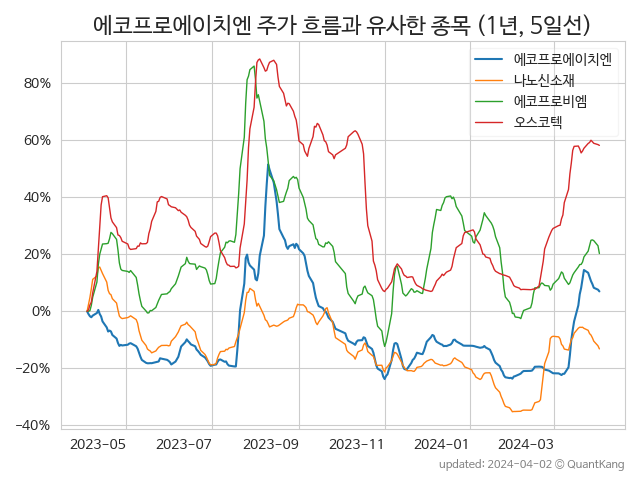 에코프로에이치엔 주가 흐름과 유사한 종목 (1년, 5일선)
에코프로에이치엔
나노신소재
에코프로비엠
오스코텍
80%
60%
40%
20%
0%
−20%
−40%
2023-05 2023-07 2023-09 2023-11 2024-01 2024-03
updated: 2024-04-02 © QuantKang